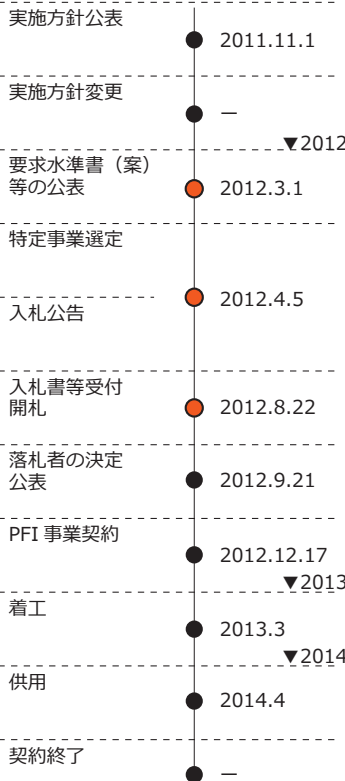 実施方針公表
2011.11.1
実施方針変更
—
▼2012
要求水準書（案）
等の公表
2012.3.1
特定事業選定
2012.4.5
入札公告
入札書等受付
開札
2012.8.22
落札者の決定
公表
2012.9.21
PFI 事業契約
2012.12.17
▼2013
着工
2013.3
▼2014
供用
2014.4
契約終了
—